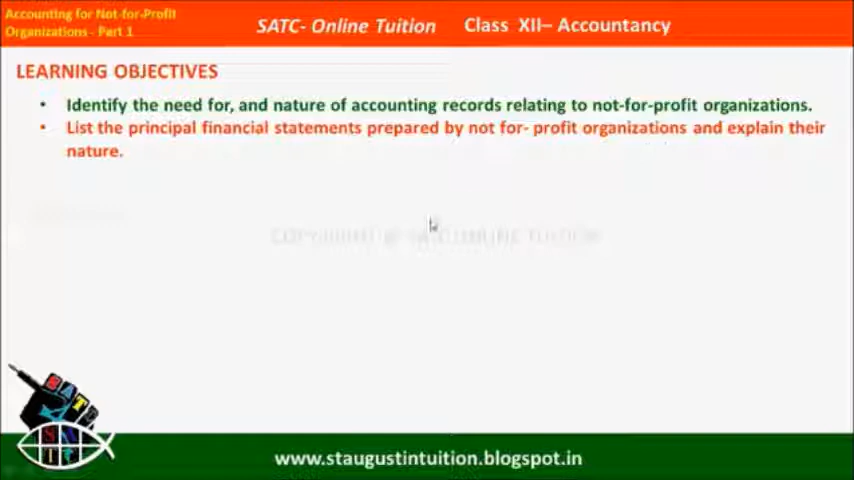 Accounting for Not-for-Profit
Organizations - Part 1
SATC- Online Tuition Class XII– Accountancy
LEARNING OBJECTIVES
• Identify the need for, and nature of accounting records relating to not-for-profit organizations.
• List the principal financial statements prepared by not for- profit organizations and explain their
nature.
SATC
www.staugustintuition.blogspot.in